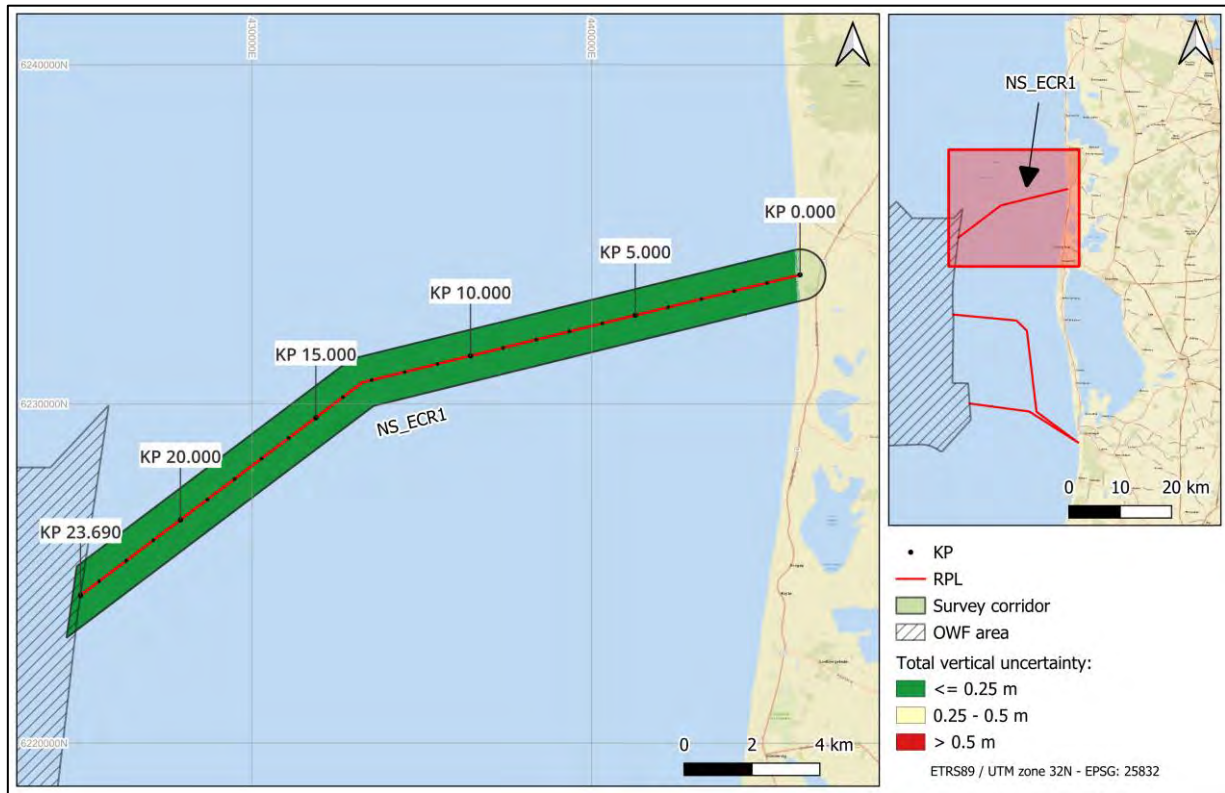 430000E
440000E
6240000N
KP 0.000
KP 5.000
KP 10.000
KP 15.000
6230000N
NS_ECR1
KP 20.000
KP 23.690
6220000N
0 2 4 km
NS_ECR1
0 10 20 km
KP
RPL
Survey corridor
OWF area
Total vertical uncertainty:
<= 0.25 m
0.25 - 0.5 m
> 0.5 m
ETRS89 / UTM zone 32N - EPSG: 25832